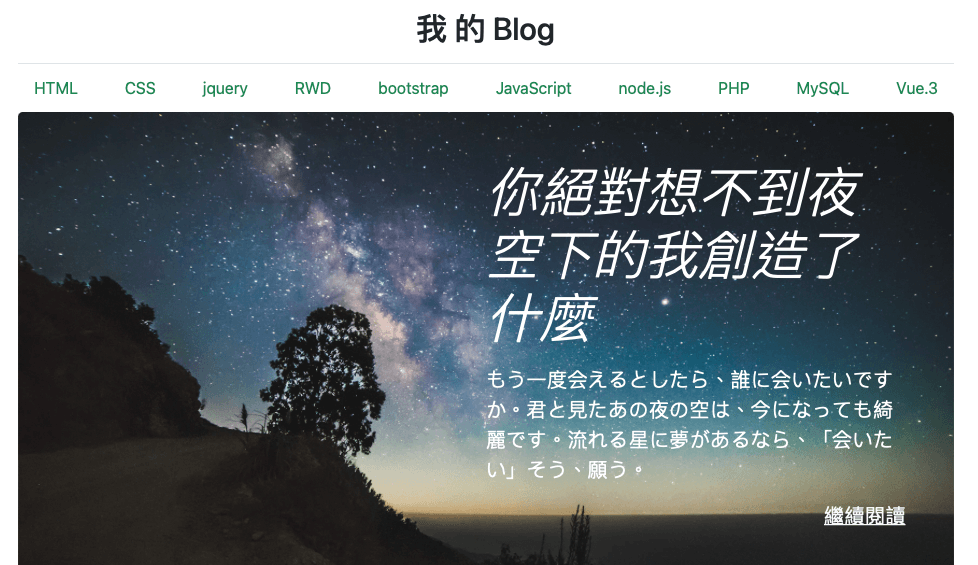 我 的 Blog
HTML CSS jquery RWD bootstrap JavaScript node.js PHP MySQL Vue.3
你絕對想不到夜
空下的我創造了
什麼
もう一度会えるとしたら、誰に会いたいです
か。君と見たあの夜の空は、今になっても綺
麗です。流れる星に夢があるなら、「会いた
い」そう、願う。
繼續閱讀